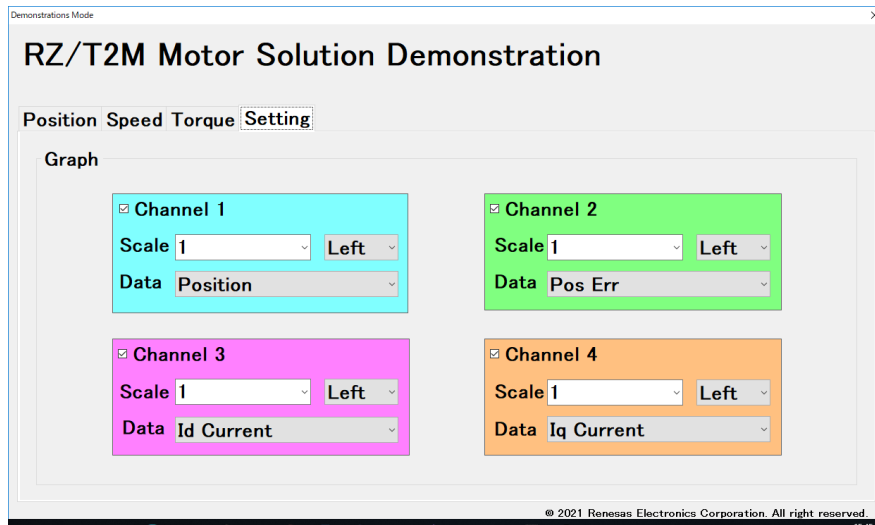 Demonstrations Mode
RZ/T2M Motor Solution Demonstration
Position Speed Torque Setting
Graph
Channel 1
Scale 1 Left
Data Position
Channel 2
Scale 1 Left
Data Pos Err
Channel 3
Scale 1 Left
Data Id Current
Channel 4
Scale 1 Left
Data Iq Current
© 2021 Renesas Electronics Corporation. All right reserved.